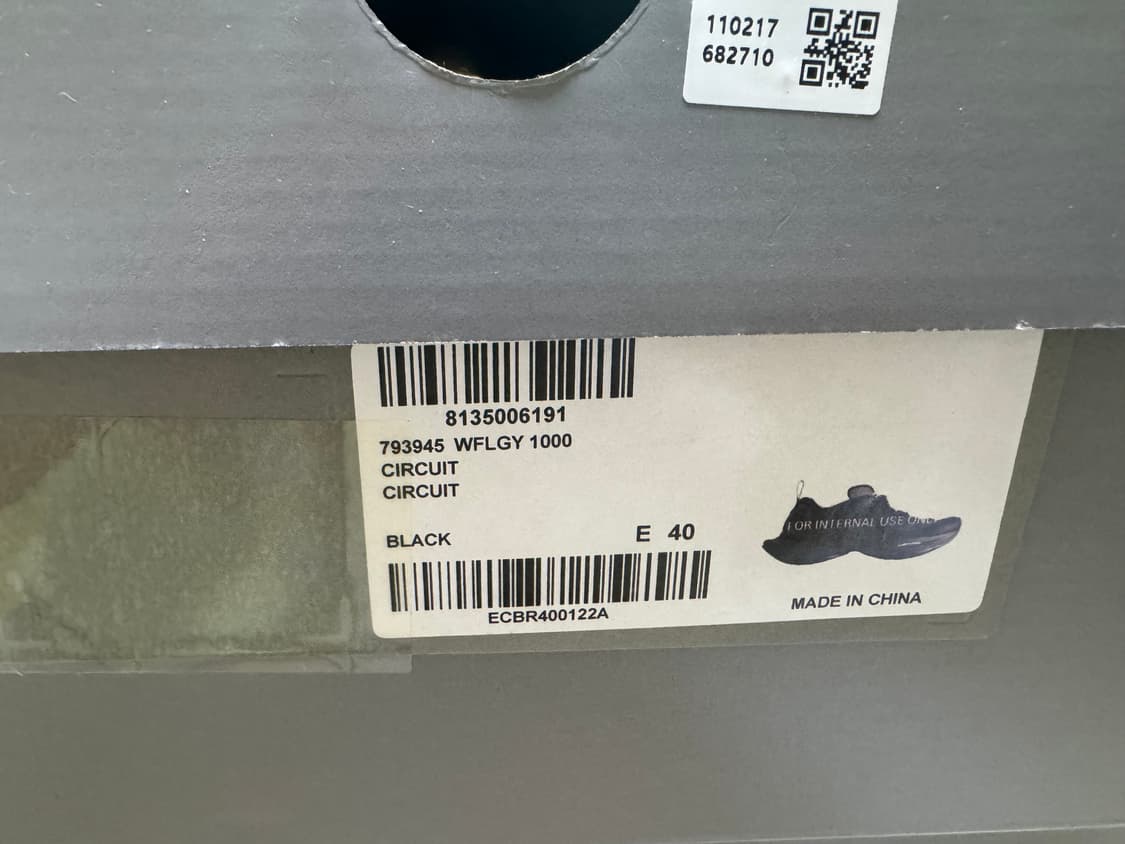 110217
682710
8135006191
793945 WFLGY 1000
CIRCUIT
CIRCUIT
BLACK E 40
FOR INTERNAL USE ONLY
ECBR400122A
MADE IN CHINA